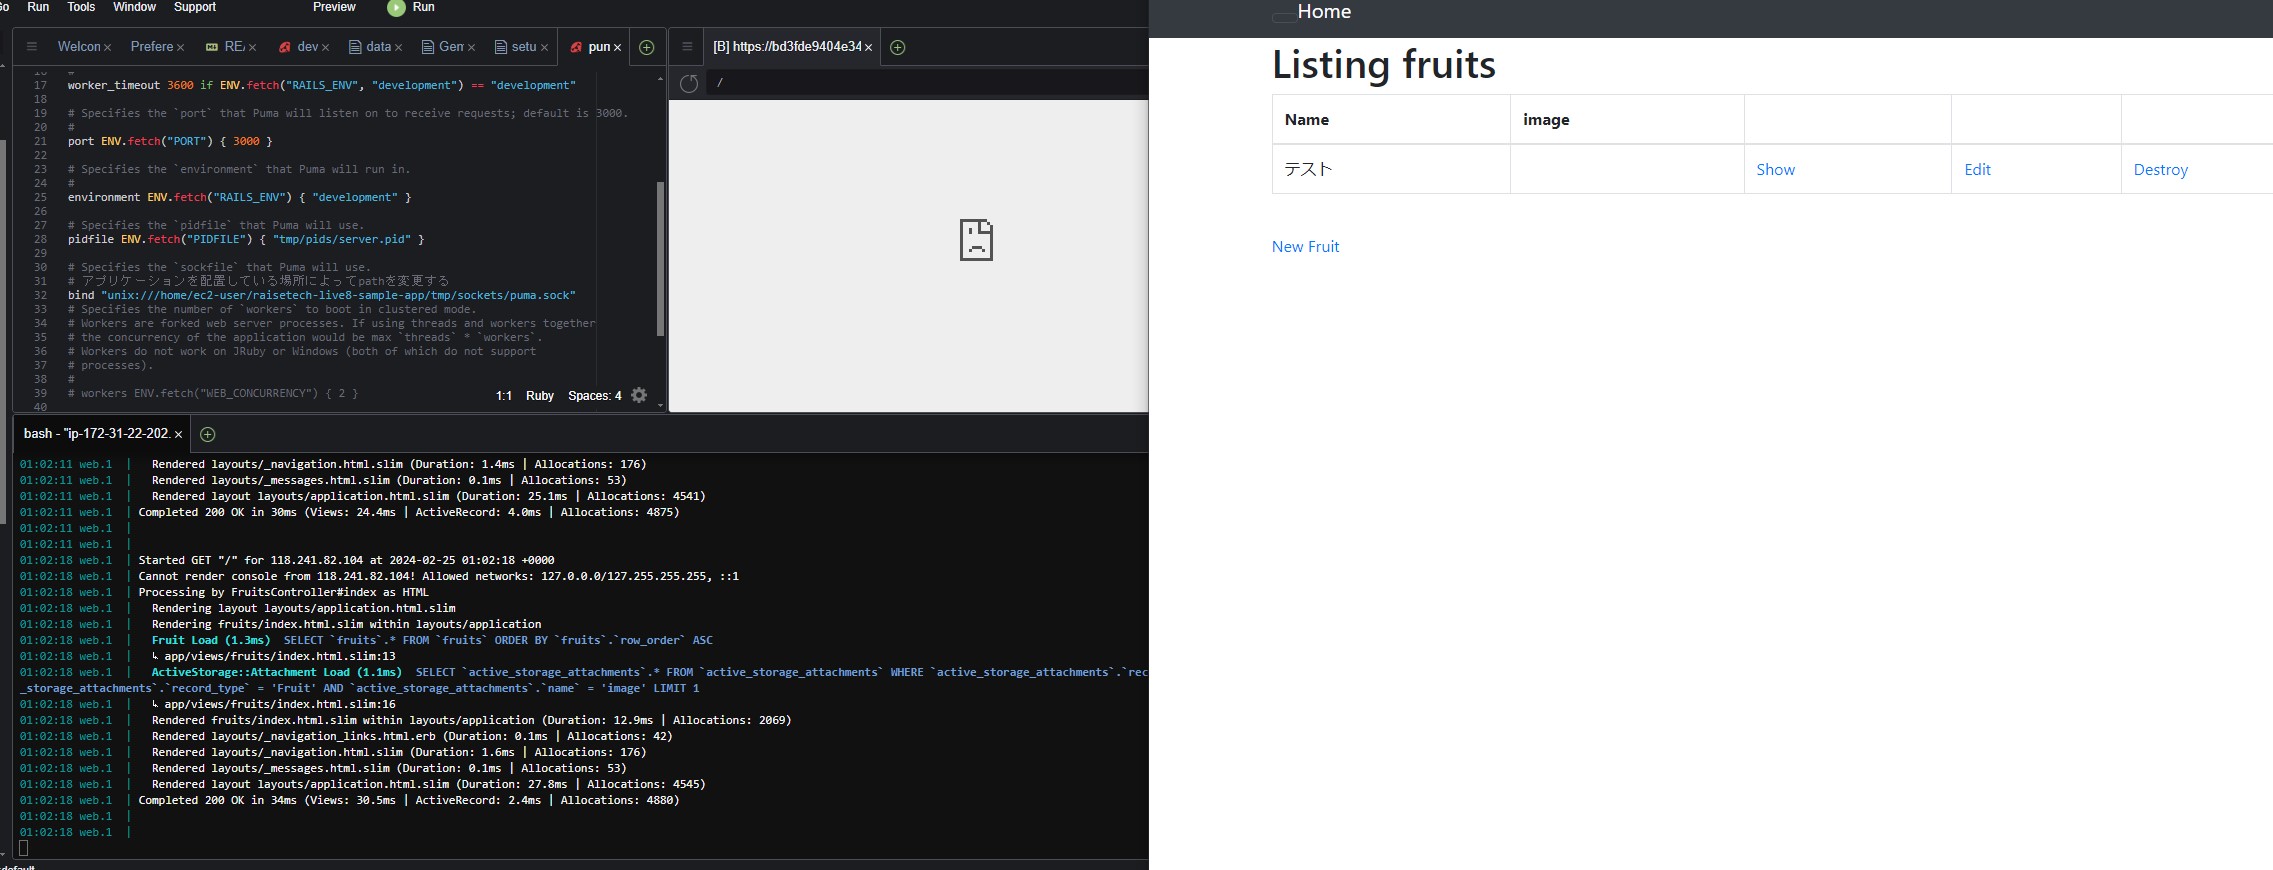 Run Tools Window Support Preview Run
Welcon Prefere REA dev data Gem setu pun
17 worker_timeout 3600 if ENV.fetch("RAILS_ENV", "development") == "development"
18
19 # Specifies the `port` that Puma will listen on to receive requests; default is 3000.
20 #
21 port ENV.fetch("PORT") { 3000 }
22
23 # Specifies the `environment` that Puma will run in.
24 #
25 environment ENV.fetch("RAILS_ENV") { "development" }
26
27 # Specifies the `pidfile` that Puma will use.
28 pidfile ENV.fetch("PIDFILE") { "tmp/pids/server.pid" }
29
30 # Specifies the `sockfile` that Puma will use.
31 # アプリケーションを配置している場所によってpathを変更する
32 bind "unix:///home/ec2-user/raisetech-live8-sample-app/tmp/sockets/puma.sock"
33 # Specifies the number of `workers` to boot in clustered mode.
34 # Workers are forked web server processes. If using threads and workers together
35 # the concurrency of the application would be max `threads` * `workers`.
36 # Workers do not work on JRuby or Windows (both of which do not support
37 # processes).
38 #
39 # workers ENV.fetch("WEB_CONCURRENCY") { 2 }
40
1:1 Ruby Spaces: 4
[B] https://bd3fde9404e34
/
bash - "ip-172-31-22-202.
01:02:11 web.1 | Rendered layouts/_navigation.html.slim (Duration: 1.4ms | Allocations: 176)
01:02:11 web.1 | Rendered layouts/_messages.html.slim (Duration: 0.1ms | Allocations: 53)
01:02:11 web.1 | Rendered layout layouts/application.html.slim (Duration: 25.1ms | Allocations: 4541)
01:02:11 web.1 | Completed 200 OK in 30ms (Views: 24.4ms | ActiveRecord: 4.0ms | Allocations: 4875)
01:02:11 web.1 |
01:02:11 web.1 |
01:02:18 web.1 | Started GET "/" for 118.241.82.104 at 2024-02-25 01:02:18 +0000
01:02:18 web.1 | Cannot render console from 118.241.82.104! Allowed networks: 127.0.0.0/127.255.255.255, ::1
01:02:18 web.1 | Processing by FruitsController#index as HTML
01:02:18 web.1 | Rendering layout layouts/application.html.slim
01:02:18 web.1 | Rendering fruits/index.html.slim within layouts/application
01:02:18 web.1 | Fruit Load (1.3ms) SELECT `fruits`.* FROM `fruits` ORDER BY `fruits`.`row_order` ASC
01:02:18 web.1 | ↳ app/views/fruits/index.html.slim:13
01:02:18 web.1 | ActiveStorage::Attachment Load (1.1ms) SELECT `active_storage_attachments`.* FROM `active_storage_attachments` WHERE `active_storage_attachments`.`rec
_storage_attachments`.`record_type` = 'Fruit' AND `active_storage_attachments`.`name` = 'image' LIMIT 1
01:02:18 web.1 | ↳ app/views/fruits/index.html.slim:16
01:02:18 web.1 | Rendered fruits/index.html.slim within layouts/application (Duration: 12.9ms | Allocations: 2069)
01:02:18 web.1 | Rendered layouts/_navigation_links.html.erb (Duration: 0.1ms | Allocations: 42)
01:02:18 web.1 | Rendered layouts/_navigation.html.slim (Duration: 1.6ms | Allocations: 176)
01:02:18 web.1 | Rendered layouts/_messages.html.slim (Duration: 0.1ms | Allocations: 53)
01:02:18 web.1 | Rendered layout layouts/application.html.slim (Duration: 27.8ms | Allocations: 4545)
01:02:18 web.1 | Completed 200 OK in 34ms (Views: 30.5ms | ActiveRecord: 2.4ms | Allocations: 4880)
01:02:18 web.1 |
01:02:18 web.1 |
Home
Listing fruits
Name image
テスト Show Edit Destroy
New Fruit